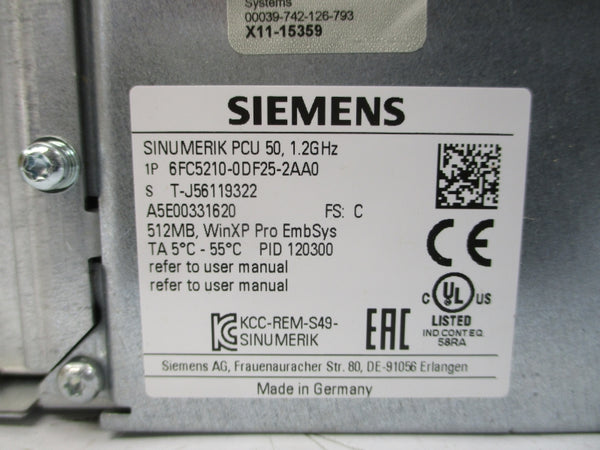 Systems
00039-742-126-793
X11-15359
SIEMENS
SINUMERIK PCU 50, 1.2GHz
1P 6FC5210-0DF25-2AA0
S T-J56119322
A5E00331620 FS: C
512MB, WinXP Pro EmbSys
TA 5°C - 55°C PID 120300
refer to user manual
refer to user manual
CE
C UL US
LISTED
IND.CONT.EQ.
58RA
KCC-REM-S49-
SINUMERIK
EAC
Siemens AG, Frauenauracher Str. 80, DE-91056 Erlangen
Made in Germany